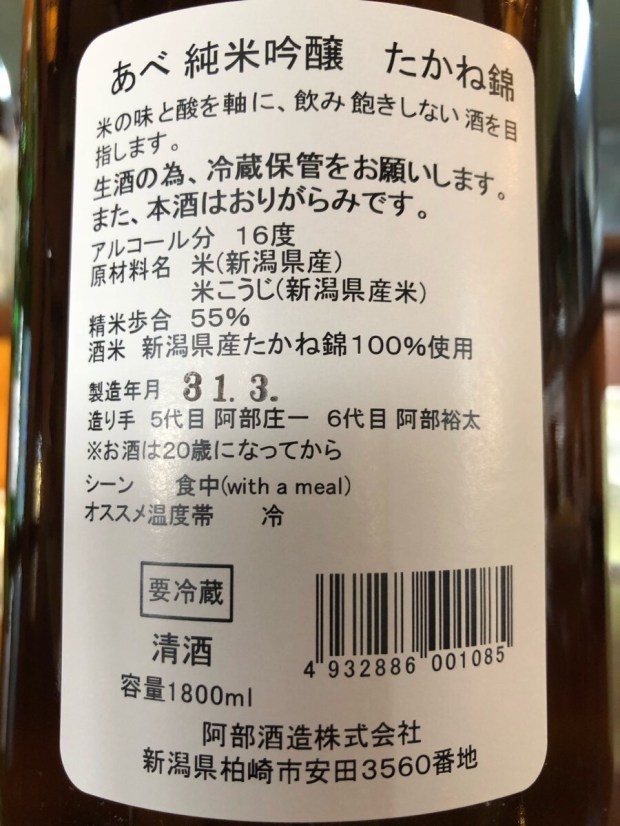 あべ 純米吟醸　たかね錦
米の味と酸を軸に、飲み飽きしない酒を目
指します。
生酒の為、冷蔵保管をお願いします。
また、本酒はおりがらみです。
アルコール分　16度
原材料名　米(新潟県産)
米こうじ(新潟県産米)
精米歩合　55%
酒米　新潟県産たかね錦100%使用
製造年月　31.3.
造り手　5代目 阿部庄一　6代目 阿部裕太
※お酒は20歳になってから
シーン　食中(with a meal)
オススメ温度帯　冷
要冷蔵
清酒
容量1800ml
4 932886 001085
阿部酒造株式会社
新潟県柏崎市安田3560番地